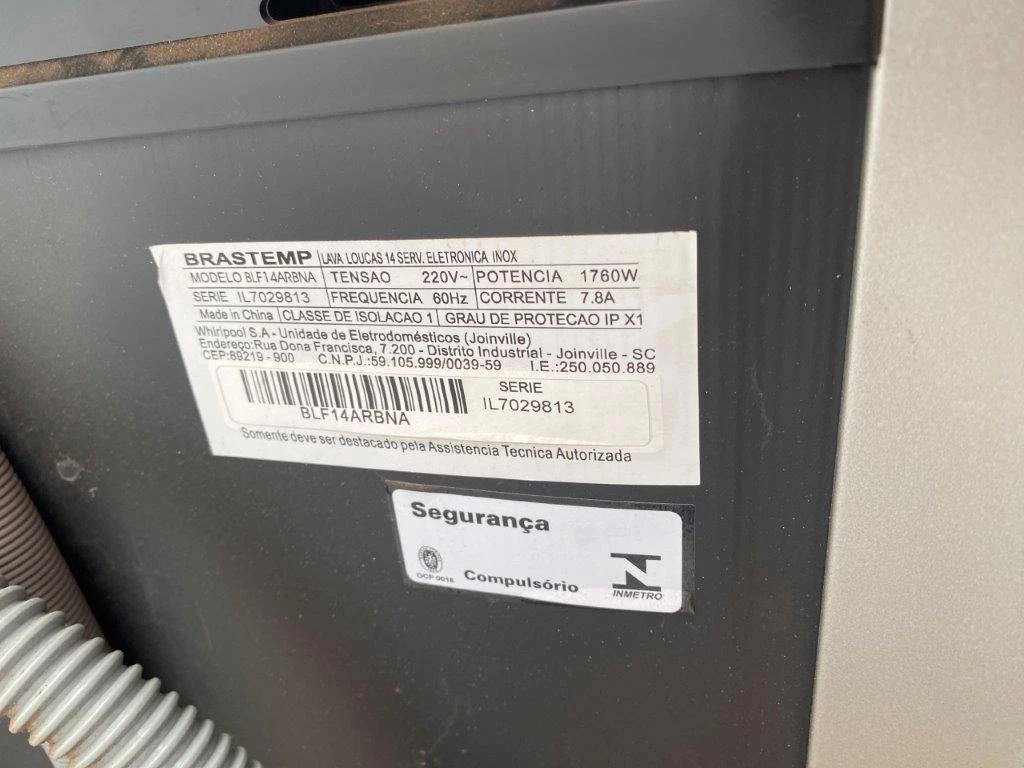 BRASTEMP LAVA LOUCAS 14 SERV. ELETRONICA INOX
MODELO BLF14ARBNA TENSAO 220V~ POTENCIA 1760W
SERIE IL7029813 FREQUENCIA 60Hz CORRENTE 7.8A
Made in China CLASSE DE ISOLACAO 1 GRAU DE PROTECAO IP X1
Whirlpool S.A - Unidade de Eletrodomésticos (Joinville)
Endereço:Rua Dona Francisca, 7.200 - Distrito Industrial - Joinville - SC
CEP:89219 - 900 C.N.P.J.:59.105.999/0039-59 I.E.:250.050.889
SERIE
BLF14ARBNA IL7029813
Somente deve ser destacado pela Assistencia Tecnica Autorizada
Segurança
OCP 0018 Compulsório INMETRO